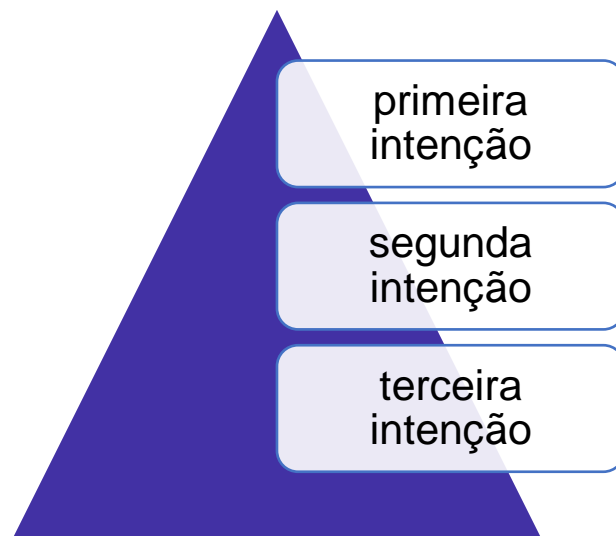 primeira
intenção
segunda
intenção
terceira
intenção